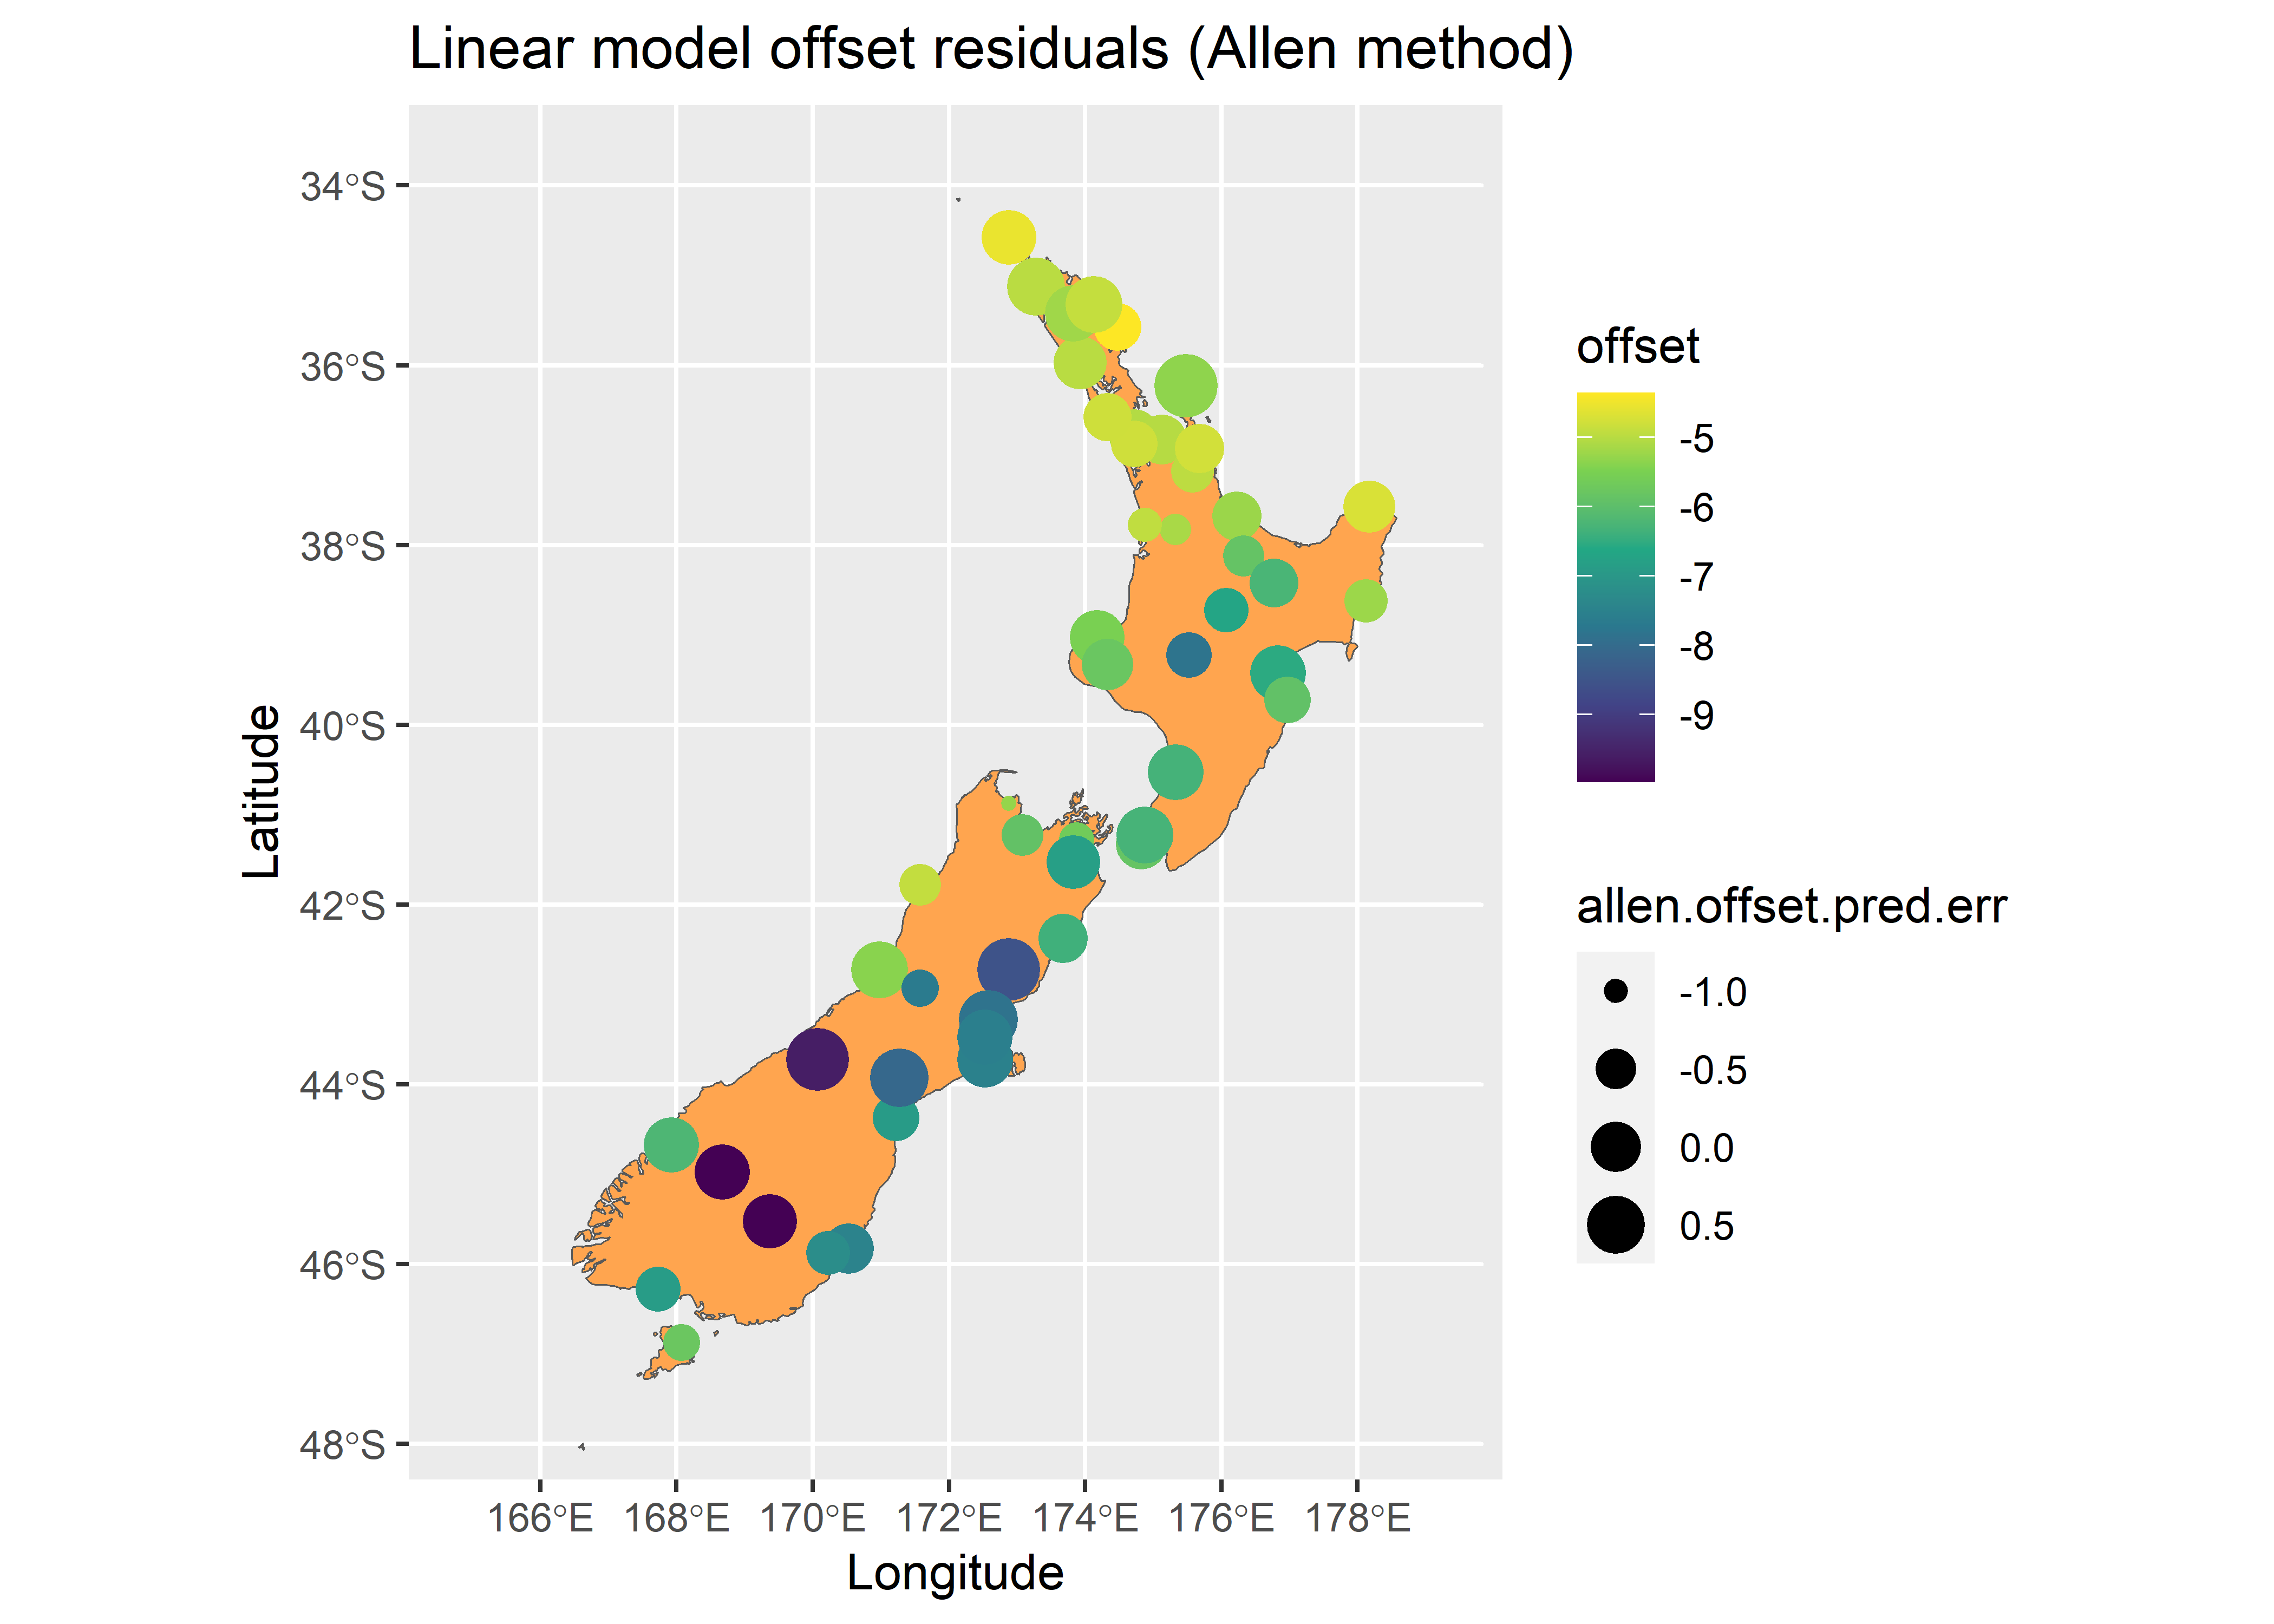 Linear model offset residuals (Allen method)
34°S
36°S
38°S
40°S
42°S
44°S
46°S
48°S
Latitude
166°E 168°E 170°E 172°E 174°E 176°E 178°E
Longitude
offset
-5
-6
-7
-8
-9
allen.offset.pred.err
-1.0
-0.5
0.0
0.5